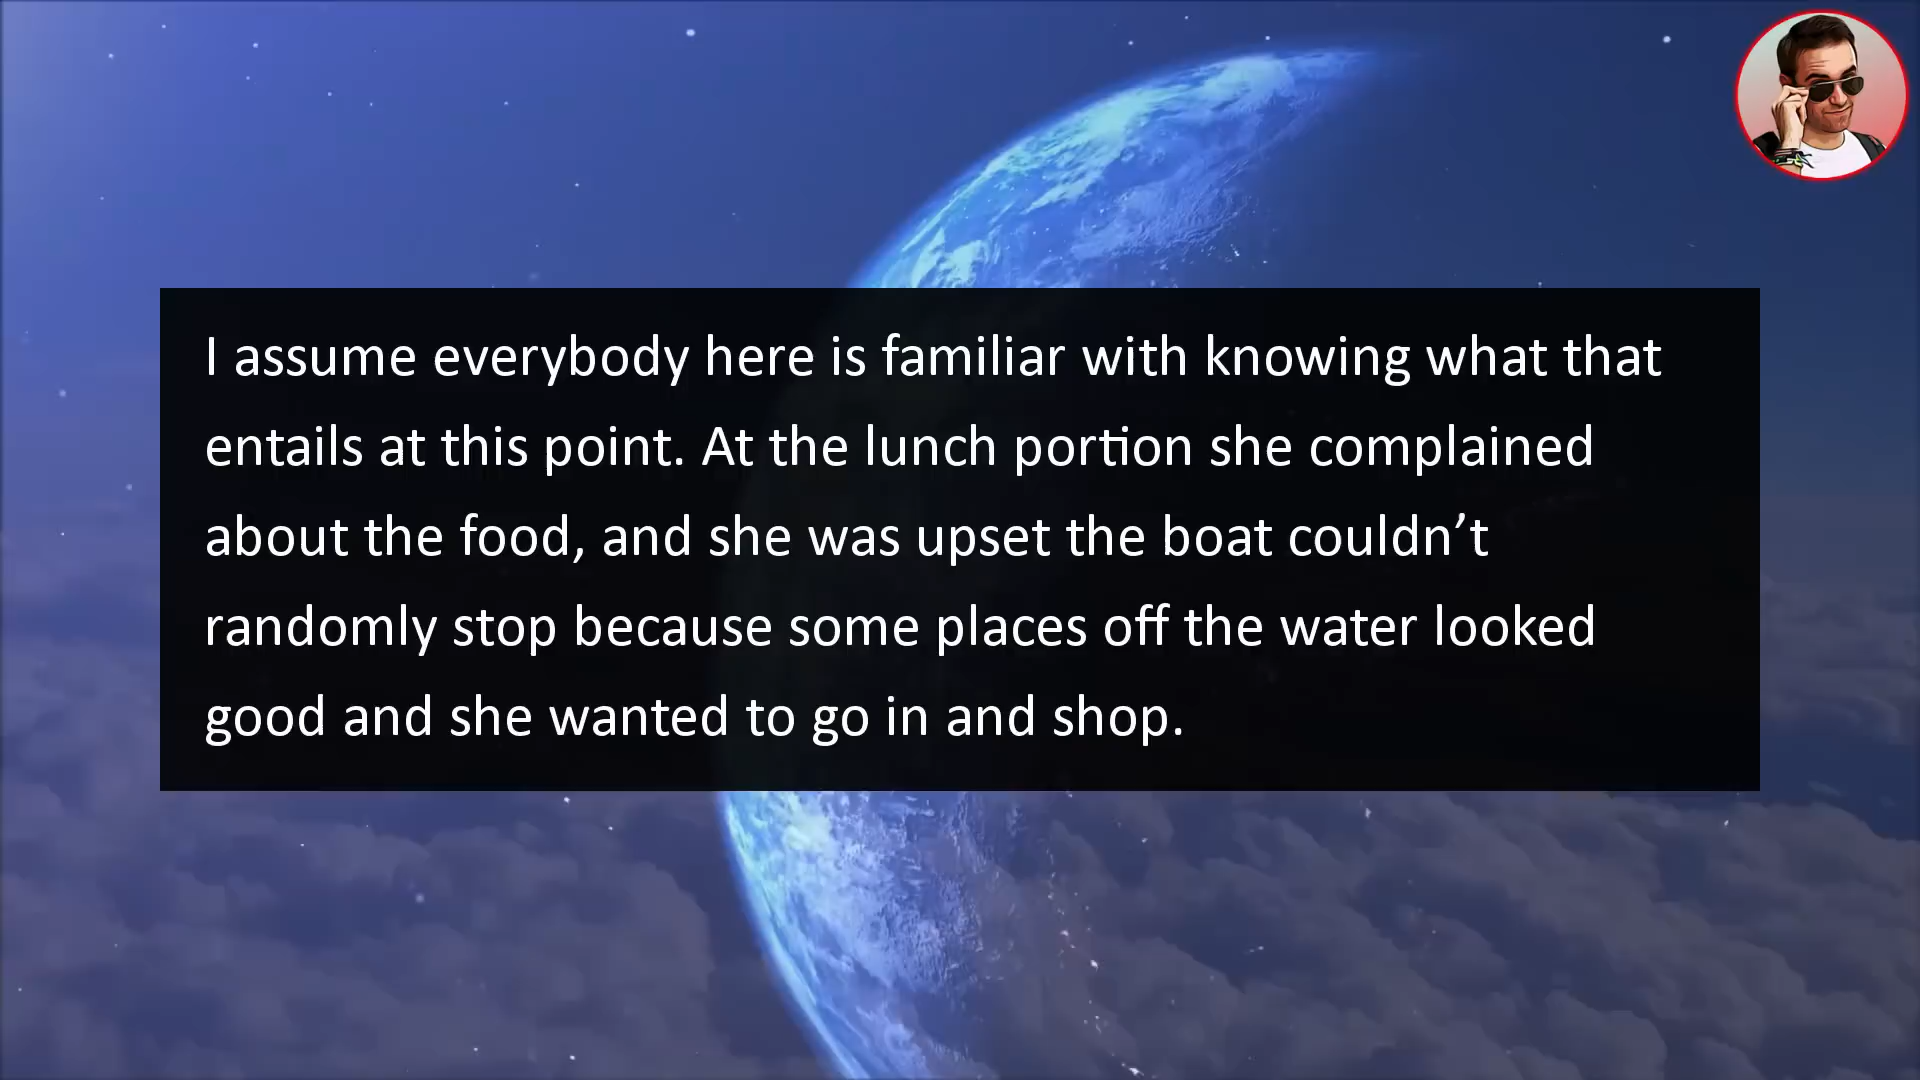 I assume everybody here is familiar with knowing what that
entails at this point. At the lunch portion she complained
about the food, and she was upset the boat couldn’t
randomly stop because some places off the water looked
good and she wanted to go in and shop.